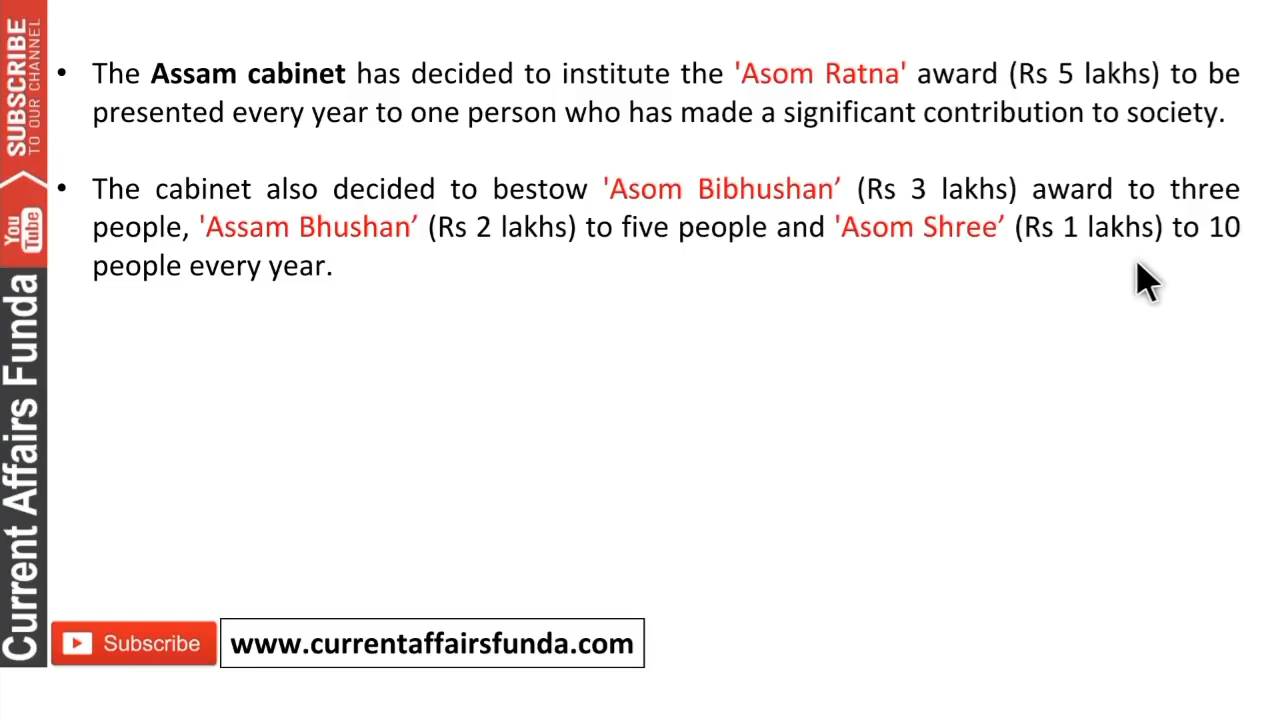 • The Assam cabinet has decided to institute the 'Asom Ratna' award (Rs 5 lakhs) to be
presented every year to one person who has made a significant contribution to society.
• The cabinet also decided to bestow 'Asom Bibhushan’ (Rs 3 lakhs) award to three
people, 'Assam Bhushan’ (Rs 2 lakhs) to five people and 'Asom Shree’ (Rs 1 lakhs) to 10
people every year.
SUBSCRIBE
TO OUR CHANNEL
You
Tube
Current Affairs Funda
Subscribe
www.currentaffairsfunda.com